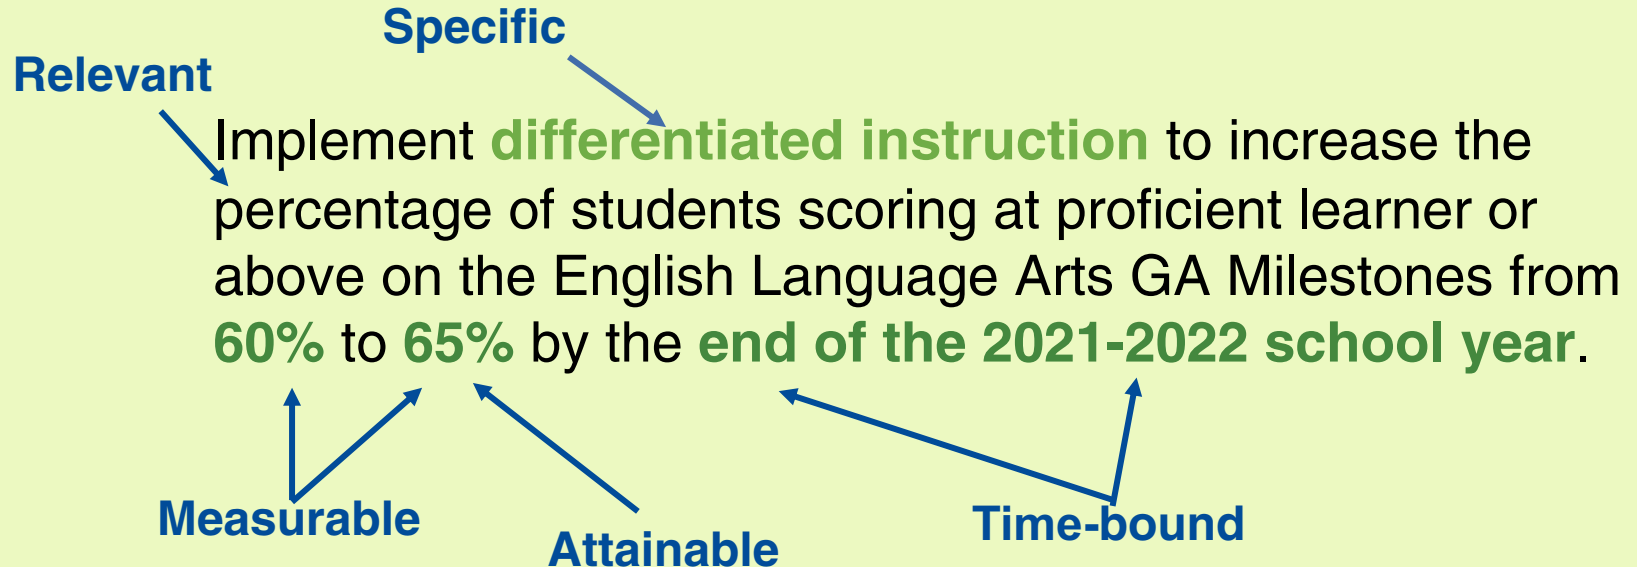 Specific
Relevant
Implement differentiated instruction to increase the
percentage of students scoring at proficient learner or
above on the English Language Arts GA Milestones from
60% to 65% by the end of the 2021-2022 school year.
Measurable
Attainable
Time-bound